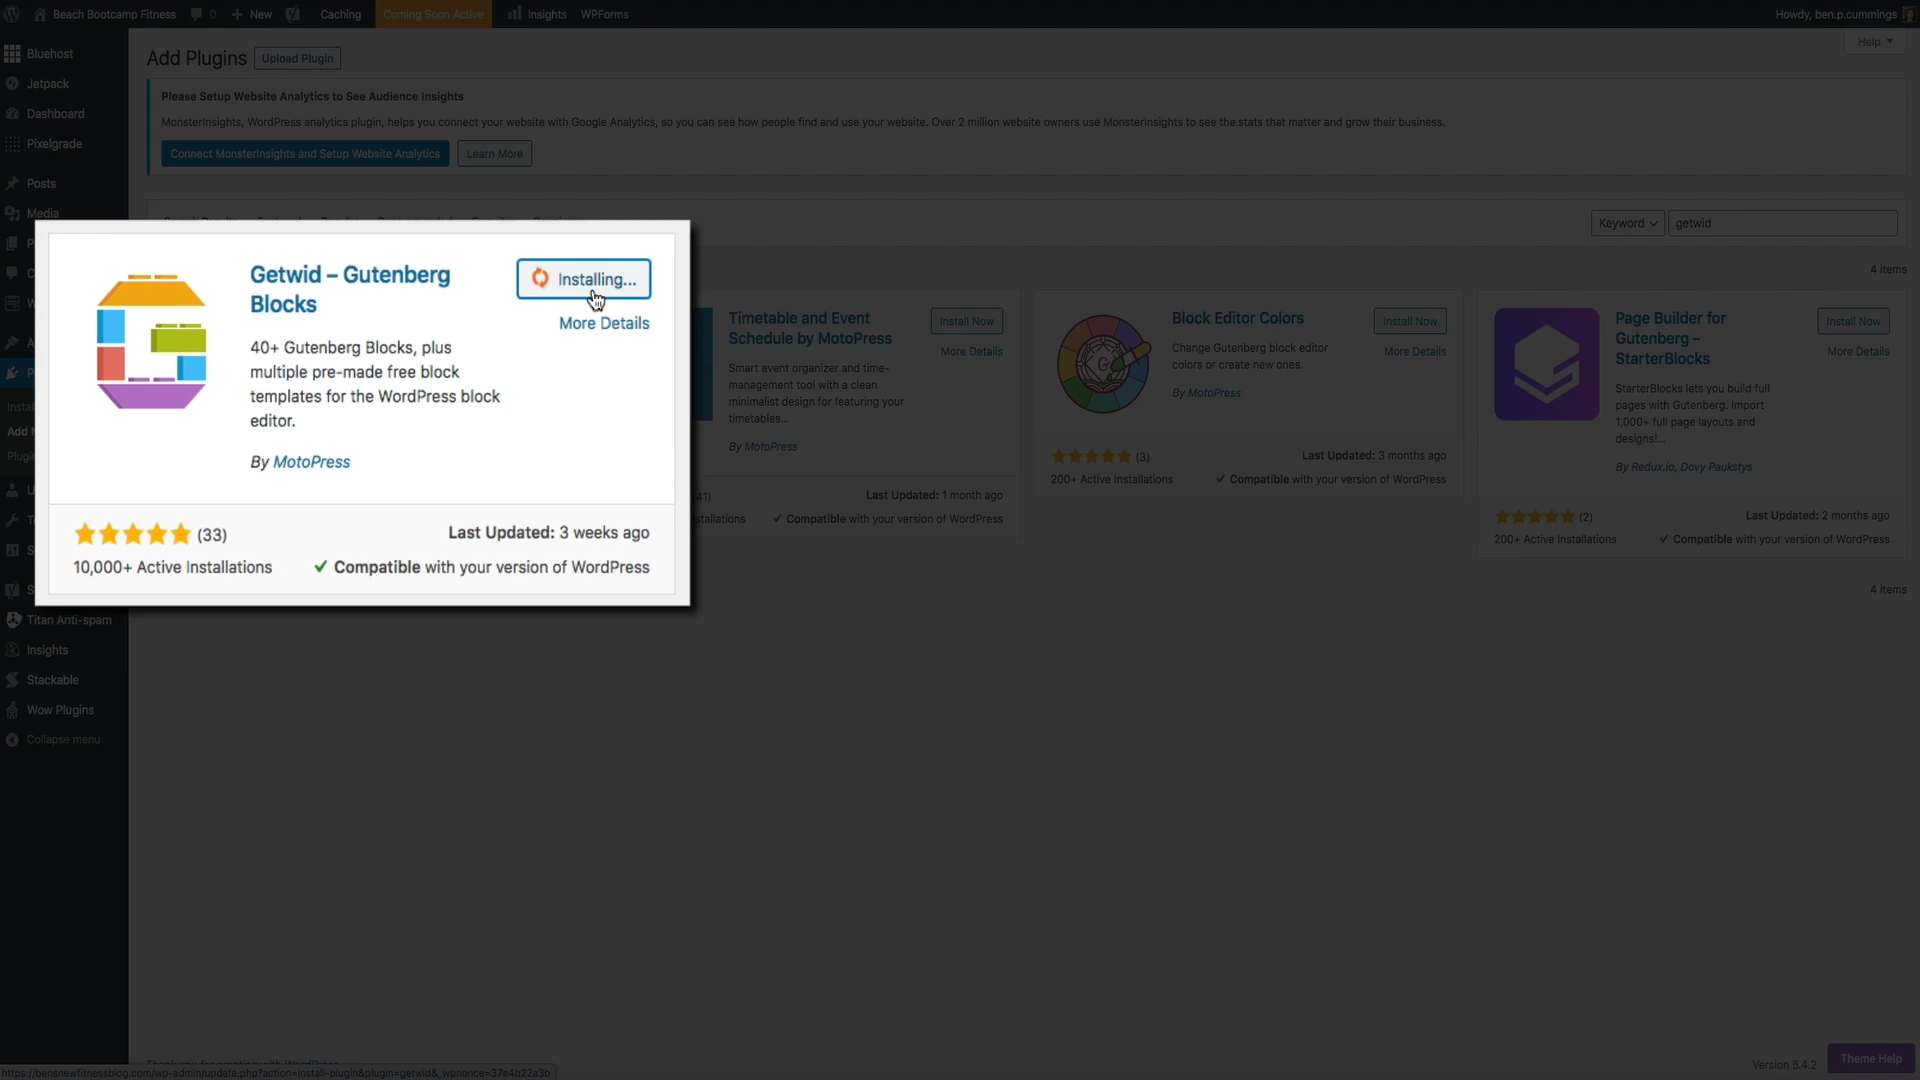 Beach Bootcamp Fitness 0 New Caching Coming Soon Active Insights WPForms Howdy, ben.p.cummings
Help
Bluehost
Jetpack
Dashboard
Pixelgrade
Posts
Media
Add Plugins Upload Plugin
Please Setup Website Analytics to See Audience Insights
MonsterInsights, WordPress analytics plugin, helps you connect your website with Google Analytics, so you can see how people find and use your website. Over 2 million website owners use MonsterInsights to see the stats that matter and grow their business.
Connect MonsterInsights and Setup Website Analytics Learn More
Keyword getwid
4 items
Getwid – Gutenberg
Blocks
Installing...
More Details
40+ Gutenberg Blocks, plus
multiple pre-made free block
templates for the WordPress block
editor.
By MotoPress
(33)
Last Updated: 3 weeks ago
10,000+ Active Installations
Compatible with your version of WordPress
Timetable and Event
Schedule by MotoPress
Install Now
More Details
Smart event organizer and time-
management tool with a clean
minimalist design for featuring your
timetables...
By MotoPress
Last Updated: 1 month ago
Compatible with your version of WordPress
Block Editor Colors
Install Now
More Details
Change Gutenberg block editor
colors or create new ones.
By MotoPress
(3)
Last Updated: 3 months ago
200+ Active Installations
Compatible with your version of WordPress
Page Builder for
Gutenberg –
StarterBlocks
Install Now
More Details
StarterBlocks lets you build full
pages with Gutenberg. Import
1,000+ full page layouts and
designs!...
By Redux.io, Dovy Paukstys
(2)
Last Updated: 2 months ago
200+ Active Installations
Compatible with your version of WordPress
4 items
Titan Anti-spam
Insights
Stackable
Wow Plugins
Collapse menu
Version 5.4.2
Theme Help
https://bensnewfitnessblog.com/wp-admin/update.php?action=install-plugin&plugin=getwid&_wpnonce=37e4b22a3b